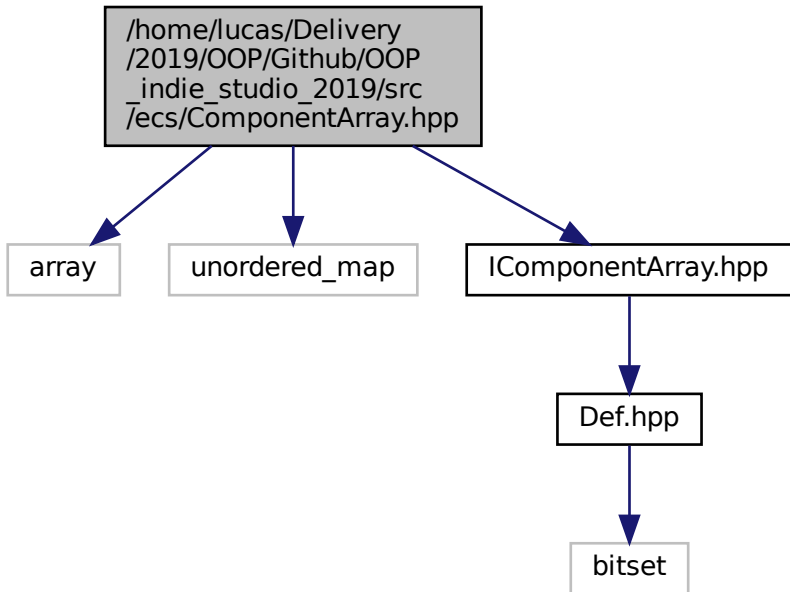 /home/lucas/Delivery
/2019/OOP/Github/OOP
_indie_studio_2019/src
/ecs/ComponentArray.hpp
array
unordered_map
IComponentArray.hpp
Def.hpp
bitset